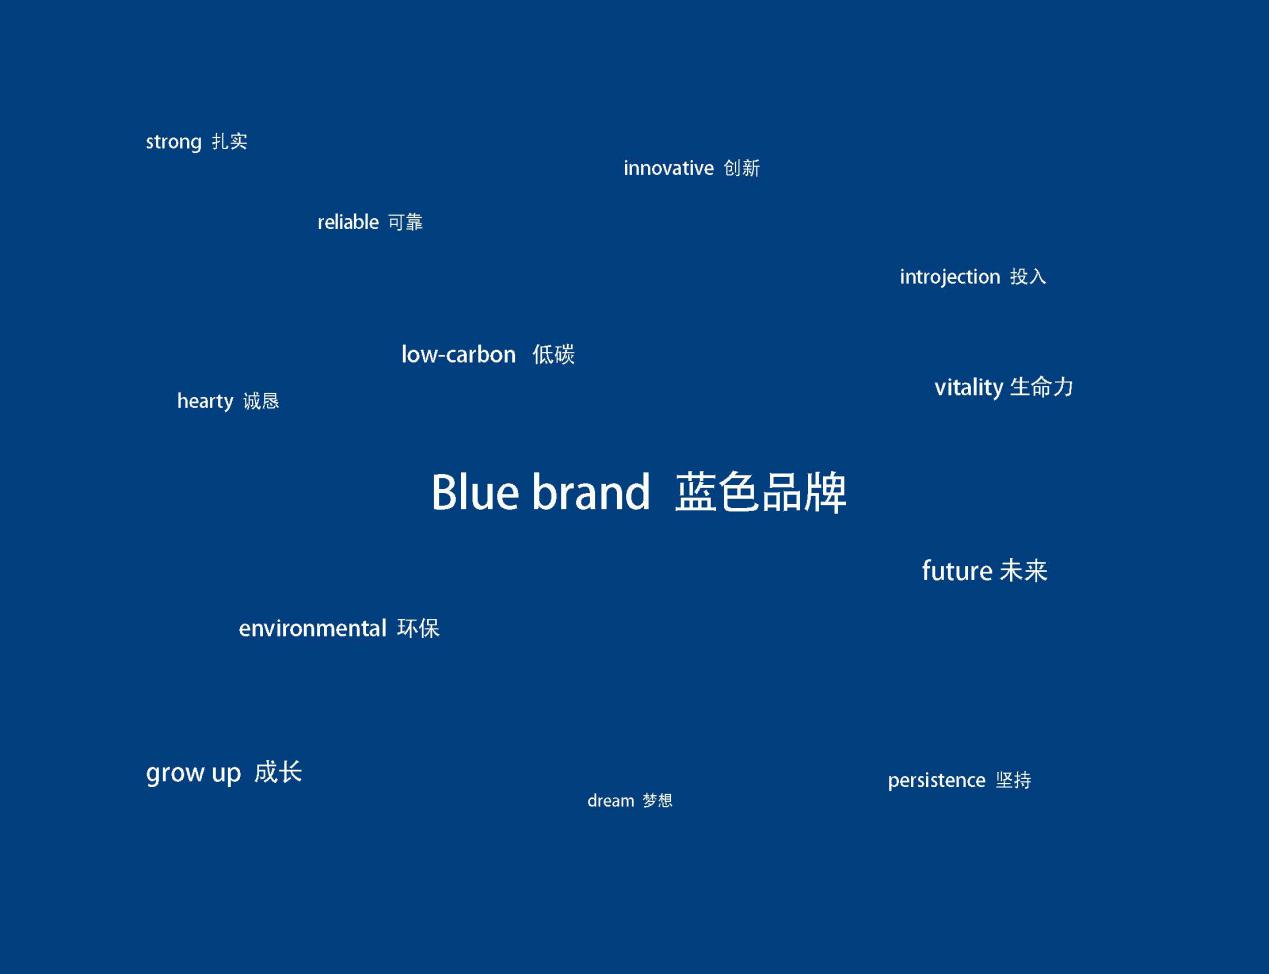 strong 扎实
innovative 创新
reliable 可靠
introjection 投入
low-carbon 低碳
vitality 生命力
hearty 诚恳
Blue brand 蓝色品牌
future 未来
environmental 环保
grow up 成长
persistence 坚持
dream 梦想